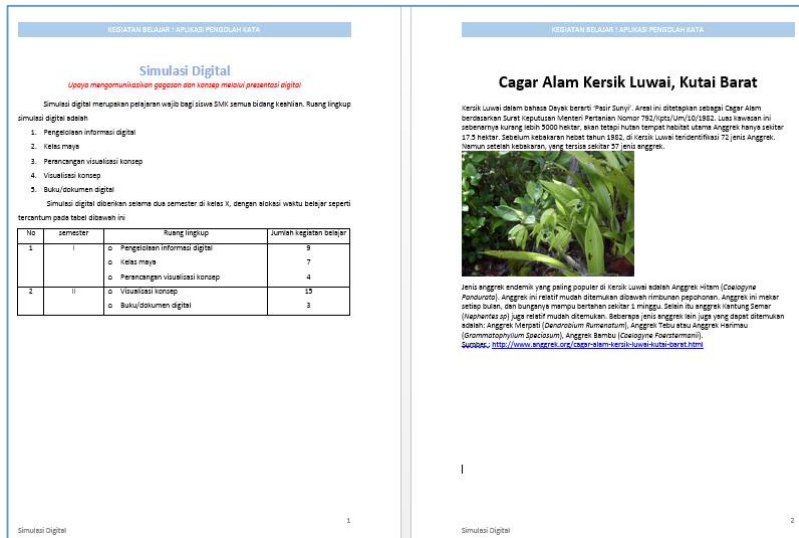 KEGIATAN BELAJAR ! APLIKASI PENGOLAH KATA
Simulasi Digital
Upaya mengomunikasikan gagasan dan konsep melalui presentasi digital
Simulasi digital merupakan pelajaran wajib bagi siswa SMK semua bidang keahlian. Ruang lingkup
simulasi digital adalah
1. Pengelolaan informasi digital
2. Kelas maya
3. Perancangan visualisasi konsep
4. Visualisasi konsep
5. Buku/dokumen digital
Simulasi digital diberikan selama dua semester di kelas X, dengan alokasi waktu belajar seperti
tercantum pada tabel dibawah ini
No semester Ruang lingkup Jumlah kegiatan belajar
1 I o Pengelolaan informasi digital 9
o Kelas maya 7
o Perancangan visualisasi konsep 4
2 II o Visualisasi konsep 15
o Buku/dokumen digital 3
1
Simulasi Digital
KEGIATAN BELAJAR ! APLIKASI PENGOLAH KATA
Cagar Alam Kersik Luwai, Kutai Barat
Kersik Luwai dalam bahasa Dayak berarti 'Pasir Sunyi'. Areal ini ditetapkan sebagai Cagar Alam
berdasarkan Surat Keputusan Menteri Pertanian Nomor 792/Kpts/Um/10/1982. Luas kawasan ini
sebenarnya kurang lebih 5000 hektar, akan tetapi hutan tempat habitat utama Anggrek hanya sekitar
17.5 hektar. Sebelum kebakaran hebat tahun 1982, di Kersik Luwai teridentifikasi 72 jenis Anggrek.
Namun setelah kebakaran, yang tersisa sekitar 57 jenis anggrek.
Jenis anggrek endemik yang paling populer di Kersik Luwai adalah Anggrek Hitam (Coelogyne
Pandurata). Anggrek ini relatif mudah ditemukan dibawah rimbunan pepohonan. Anggrek ini mekar
setiap bulan, dan bunganya mampu bertahan sekitar 1 minggu. Selain itu anggrek Kantung Semar
(Nephentes sp) juga relatif mudah ditemukan. Beberapa jenis anggrek lain juga yang dapat ditemukan
adalah: Anggrek Merpati (Dendrobium Rumenatum), Anggrek Tebu atau Anggrek Harimau
(Grammatophylium Speciosum), Anggrek Bambu (Coelogyne Foerstermanii).
Sumber : http://www.anggrek.org/cagar-alam-kersik-luwai-kutai-barat.html
2
Simulasi Digital